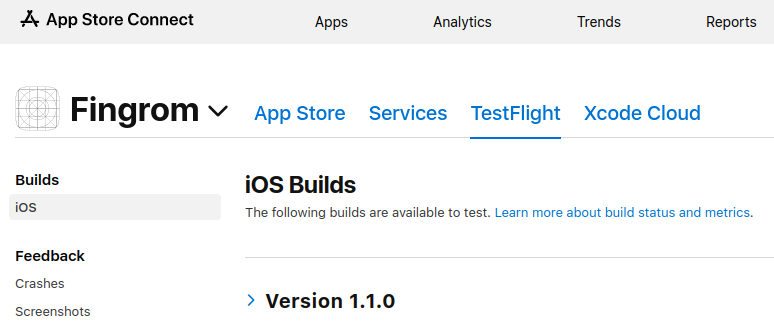 App Store Connect Apps Analytics Trends Reports
Fingrom App Store Services TestFlight Xcode Cloud
Builds
iOS
Feedback
Crashes
Screenshots
iOS Builds
The following builds are available to test. Learn more about build status and metrics.
Version 1.1.0